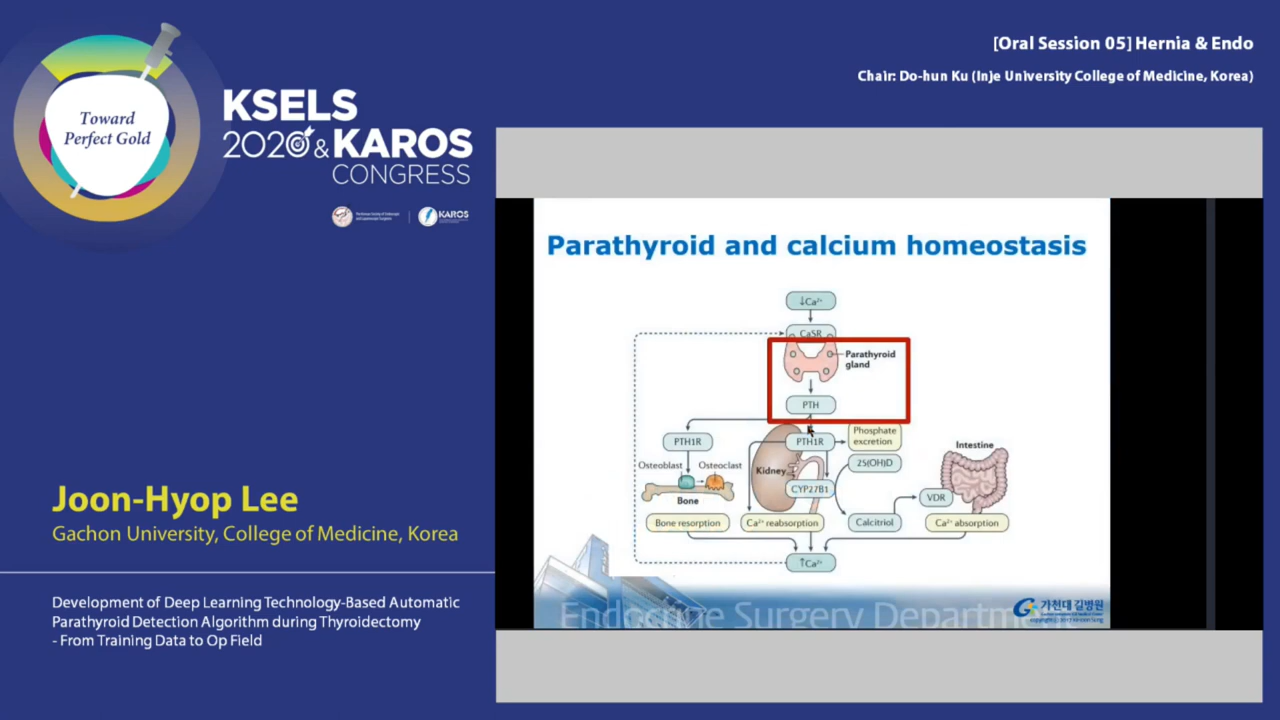 [Oral Session 05] Hernia & Endo
Chair: Do-hun Ku (Inje University College of Medicine, Korea)
Toward
Perfect Gold
KSELS
2020 & KAROS
CONGRESS
KAROS
Parathyroid and calcium homeostasis
↓Ca²⁺
CaSR
Parathyroid
gland
PTH
PTH1R
PTH1R
Phosphate
excretion
Intestine
Osteoblast
Osteoclast
Kidney
25(OH)D
CYP27B1
VDR
Bone
Bone resorption
Ca²⁺ reabsorption
Calcitriol
Ca²⁺ absorption
↑Ca²⁺
Endocrine Surgery Departm
가천대 길병원
Joon-Hyop Lee
Gachon University, College of Medicine, Korea
Development of Deep Learning Technology-Based Automatic
Parathyroid Detection Algorithm during Thyroidectomy
- From Training Data to Op Field